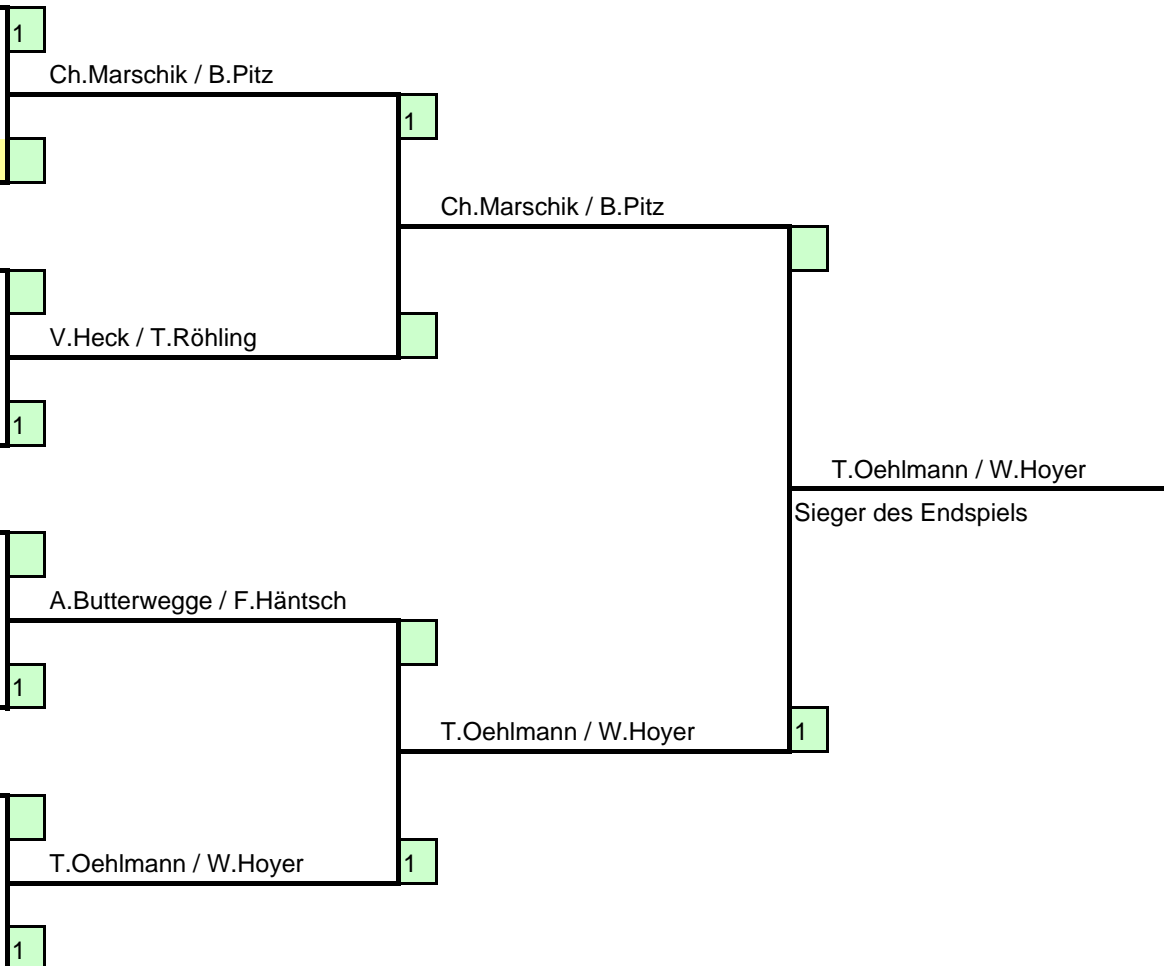 1
Ch.Marschik / B.Pitz
1
Ch.Marschik / B.Pitz
V.Heck / T.Röhling
1
T.Oehlmann / W.Hoyer
Sieger des Endspiels
A.Butterwegge / F.Häntsch
1
T.Oehlmann / W.Hoyer
1
T.Oehlmann / W.Hoyer
1
1